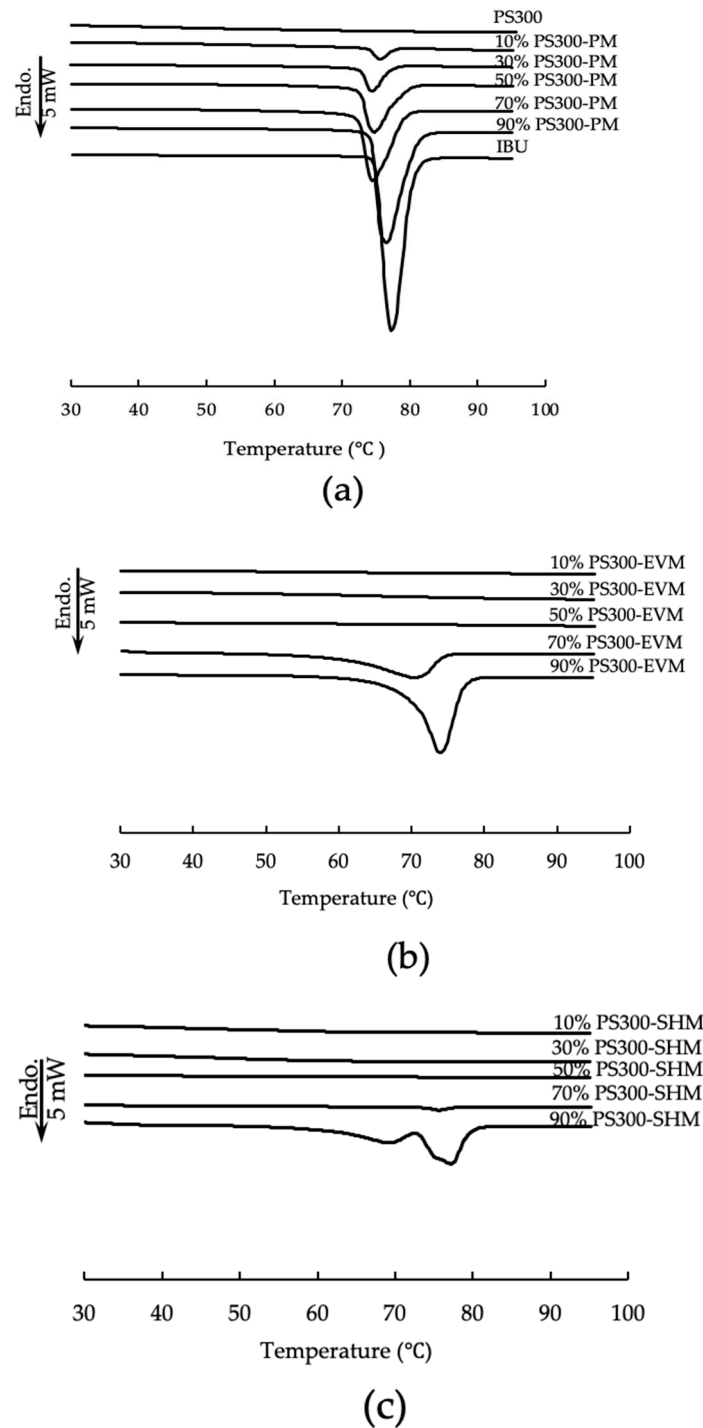 PS300
10% PS300-PM
30% PS300-PM
50% PS300-PM
70% PS300-PM
90% PS300-PM
IBU
Endo.
5 mW
30 40 50 60 70 80 90 100
Temperature (°C )
(a)
10% PS300-EVM
30% PS300-EVM
50% PS300-EVM
70% PS300-EVM
90% PS300-EVM
Endo.
5 mW
30 40 50 60 70 80 90 100
Temperature (°C)
(b)
10% PS300-SHM
30% PS300-SHM
50% PS300-SHM
70% PS300-SHM
90% PS300-SHM
Endo.
5 mW
30 40 50 60 70 80 90 100
Temperature (°C)
(c)